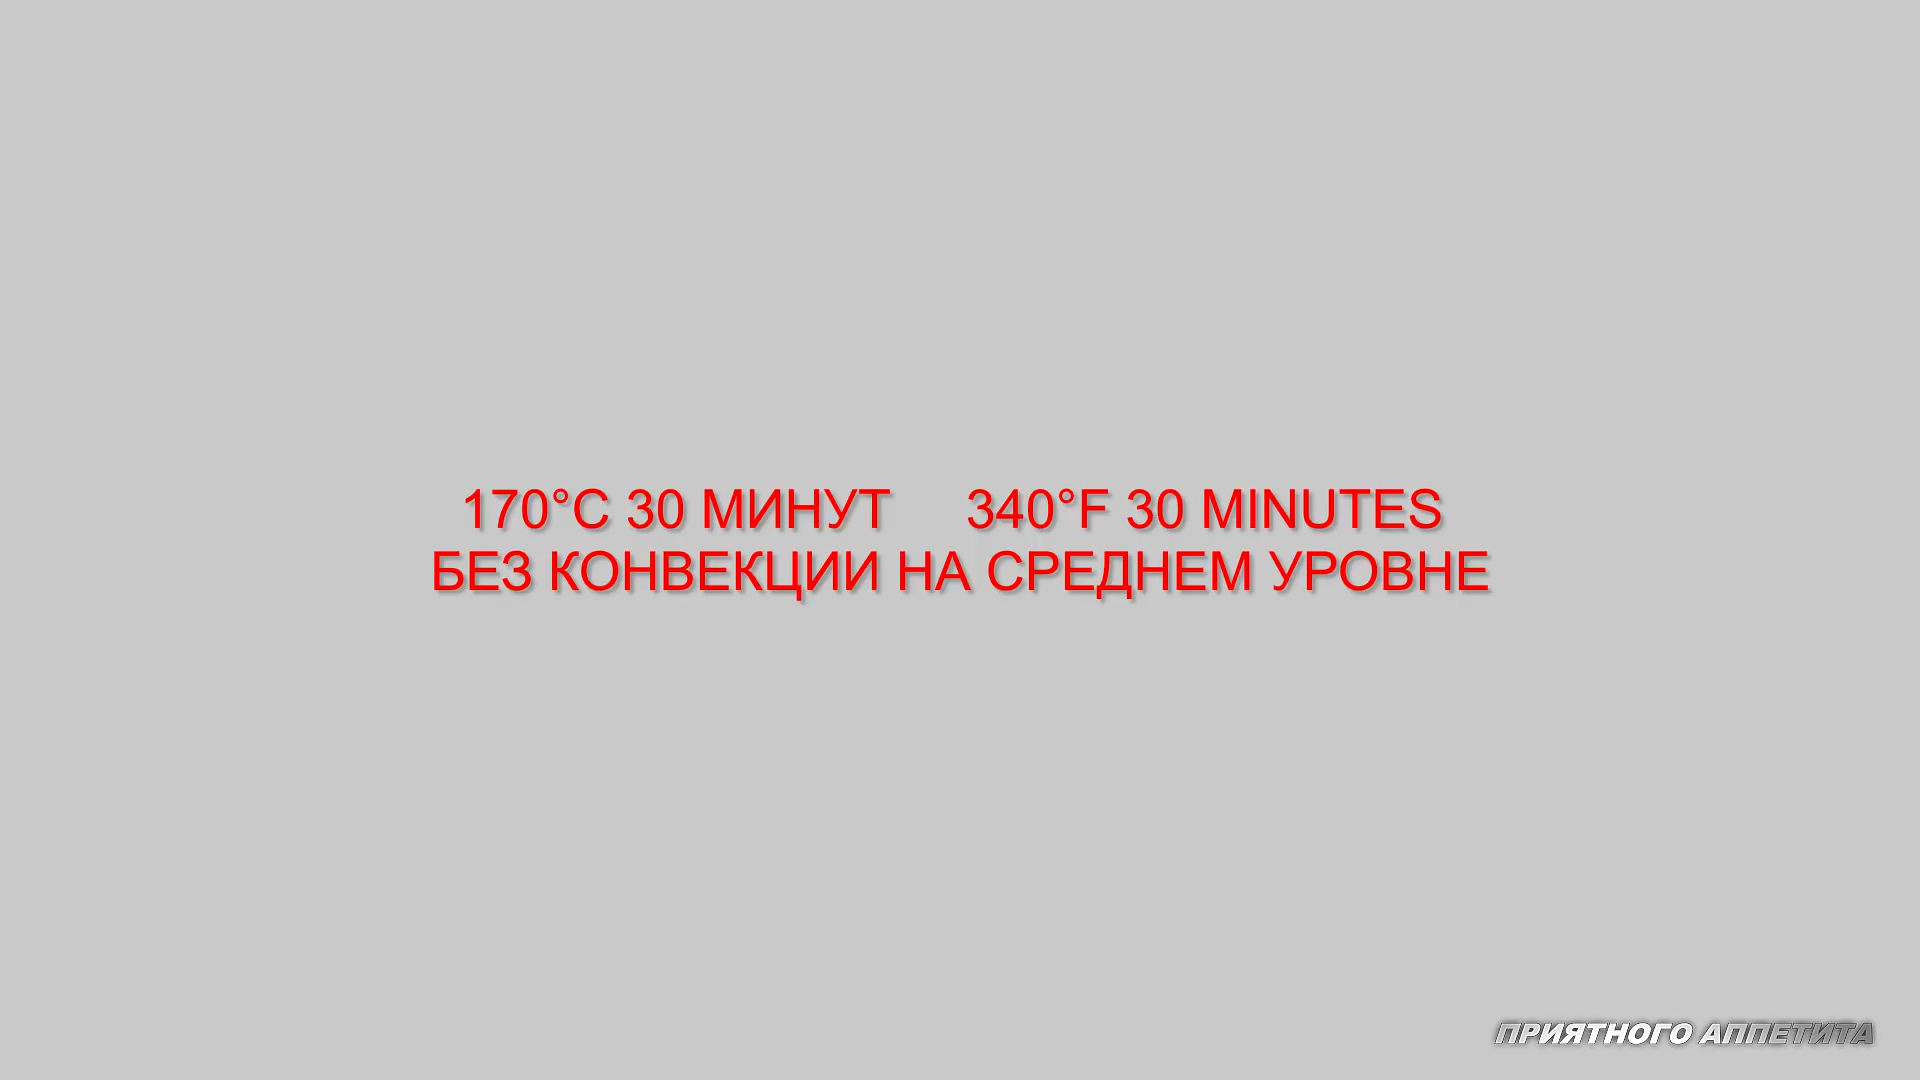 170°C 30 МИНУТ 340°F 30 MINUTES
БЕЗ КОНВЕКЦИИ НА СРЕДНЕМ УРОВНЕ
ПРИЯТНОГО АППЕТИТА